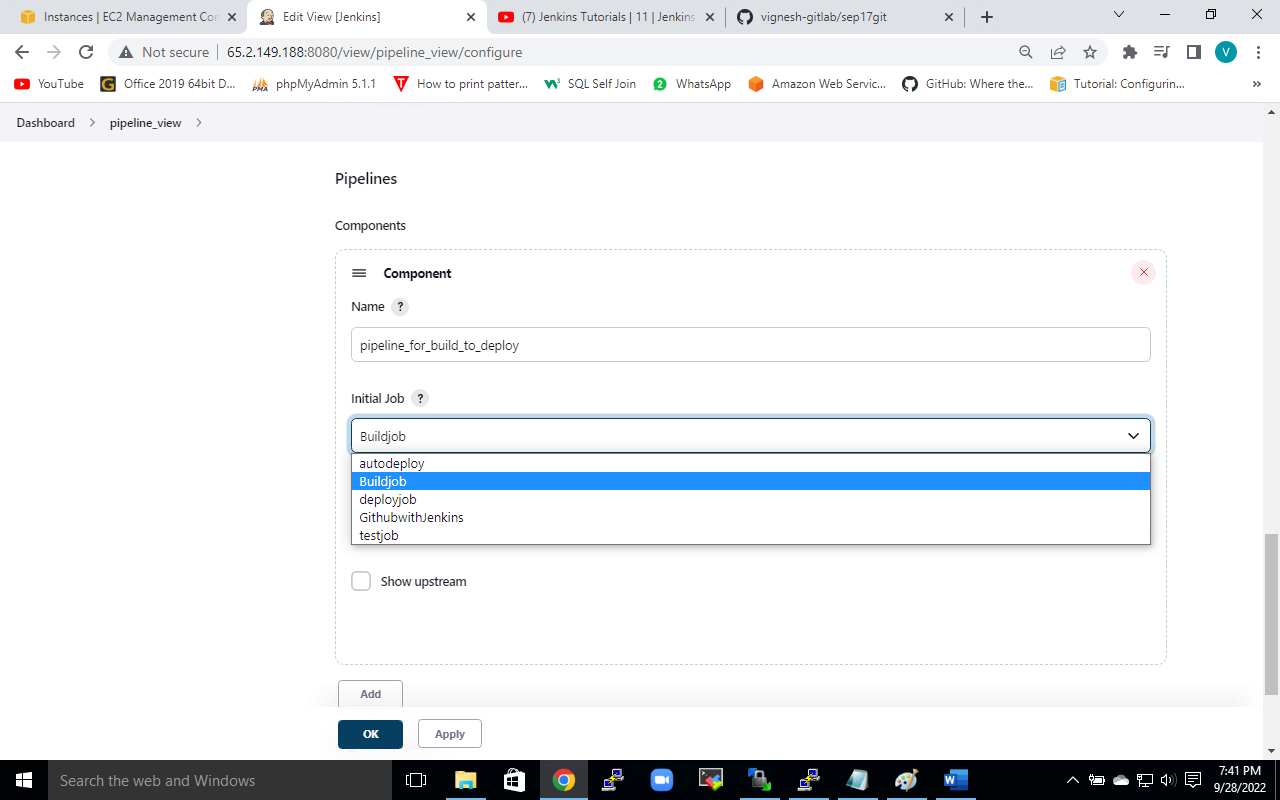 Instances | EC2 Management Con
Edit View [Jenkins]
(7) Jenkins Tutorials | 11 | Jenkins
vignesh-gitlab/sep17git
Not secure
65.2.149.188:8080/view/pipeline_view/configure
V
YouTube
G
Office 2019 64bit D...
PMA
phpMyAdmin 5.1.1
T
How to print patter...
SQL Self Join
2
WhatsApp
Amazon Web Servic...
GitHub: Where the...
Tutorial: Configurin...
»
Dashboard
pipeline_view
Pipelines
Components
Component
Name ?
pipeline_for_build_to_deploy
Initial Job ?
Buildjob
autodeploy
Buildjob
deployjob
GithubwithJenkins
testjob
Show upstream
Add
OK
Apply
Search the web and Windows
7:41 PM
9/28/2022